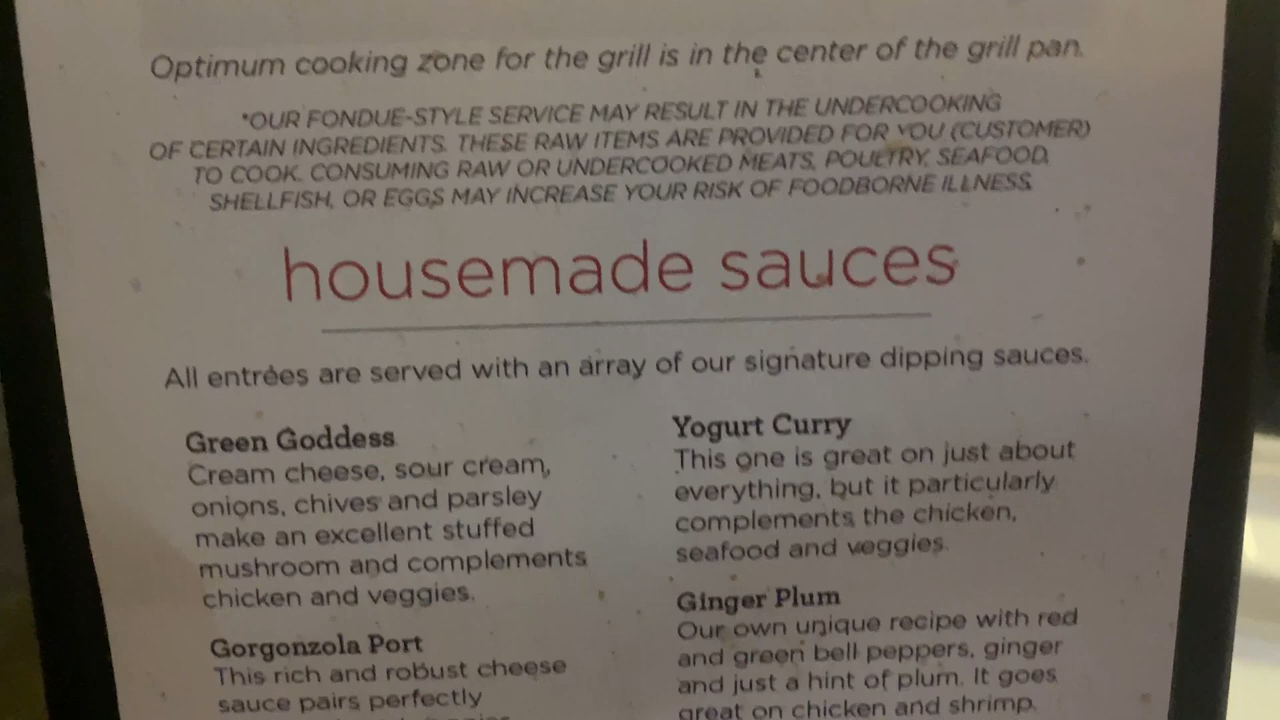 Optimum cooking zone for the grill is in the center of the grill pan.
*OUR FONDUE-STYLE SERVICE MAY RESULT IN THE UNDERCOOKING
OF CERTAIN INGREDIENTS. THESE RAW ITEMS ARE PROVIDED FOR YOU (CUSTOMER)
TO COOK. CONSUMING RAW OR UNDERCOOKED MEATS, POULTRY, SEAFOOD,
SHELLFISH, OR EGGS MAY INCREASE YOUR RISK OF FOODBORNE ILLNESS.
housemade sauces
All entrées are served with an array of our signature dipping sauces.
Green Goddess
Cream cheese, sour cream,
onions, chives and parsley
make an excellent stuffed
mushroom and complements
chicken and veggies.
Gorgonzola Port
This rich and robust cheese
sauce pairs perfectly
Yogurt Curry
This one is great on just about
everything, but it particularly
complements the chicken,
seafood and veggies.
Ginger Plum
Our own unique recipe with red
and green bell peppers, ginger
and just a hint of plum. It goes
great on chicken and shrimp.